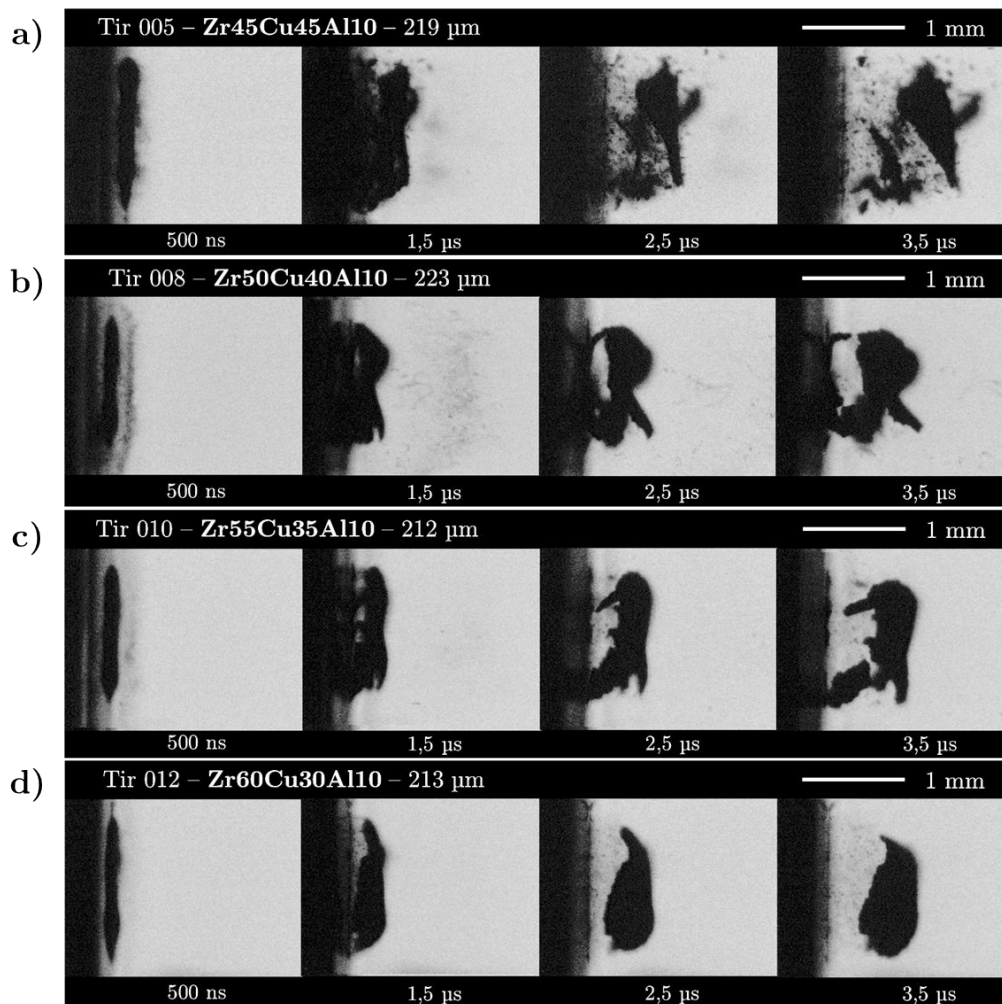 a)
Tir 005 – Zr45Cu45Al10 – 219 µm 1 mm
500 ns 1,5 µs 2,5 µs 3,5 µs
b)
Tir 008 – Zr50Cu40Al10 – 223 µm 1 mm
500 ns 1,5 µs 2,5 µs 3,5 µs
c)
Tir 010 – Zr55Cu35Al10 – 212 µm 1 mm
500 ns 1,5 µs 2,5 µs 3,5 µs
d)
Tir 012 – Zr60Cu30Al10 – 213 µm 1 mm
500 ns 1,5 µs 2,5 µs 3,5 µs